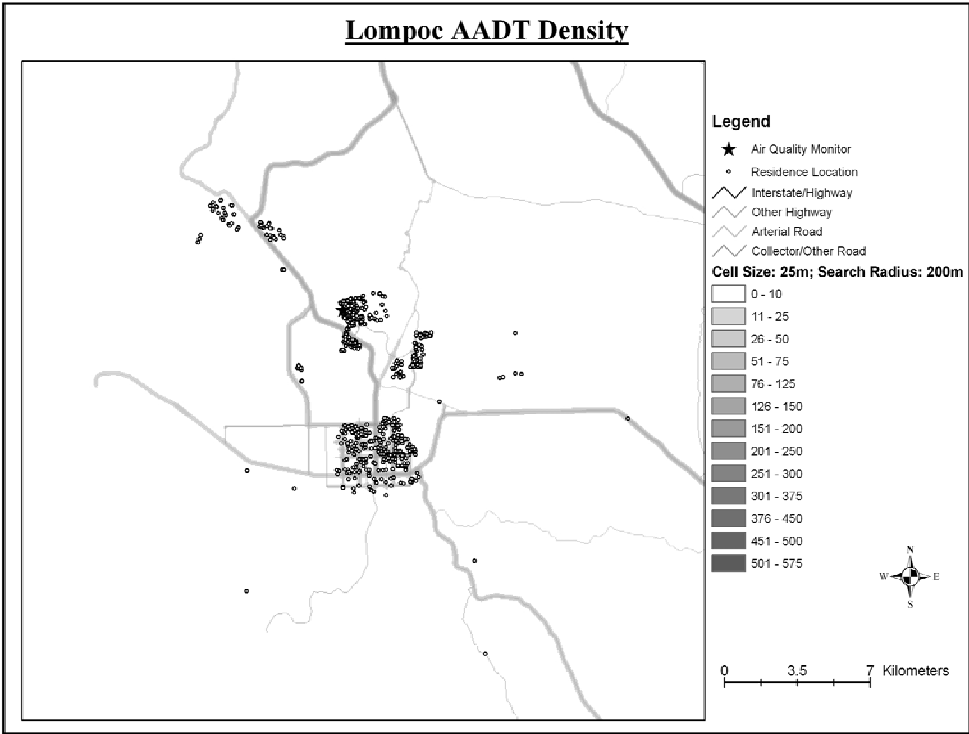 Lompoc AADT Density
Legend
Air Quality Monitor
Residence Location
Interstate/Highway
Other Highway
Arterial Road
Collector/Other Road
Cell Size: 25m; Search Radius: 200m
0 - 10
11 - 25
26 - 50
51 - 75
76 - 125
126 - 150
151 - 200
201 - 250
251 - 300
301 - 375
376 - 450
451 - 500
501 - 575
N
W E
S
0 3.5 7 Kilometers